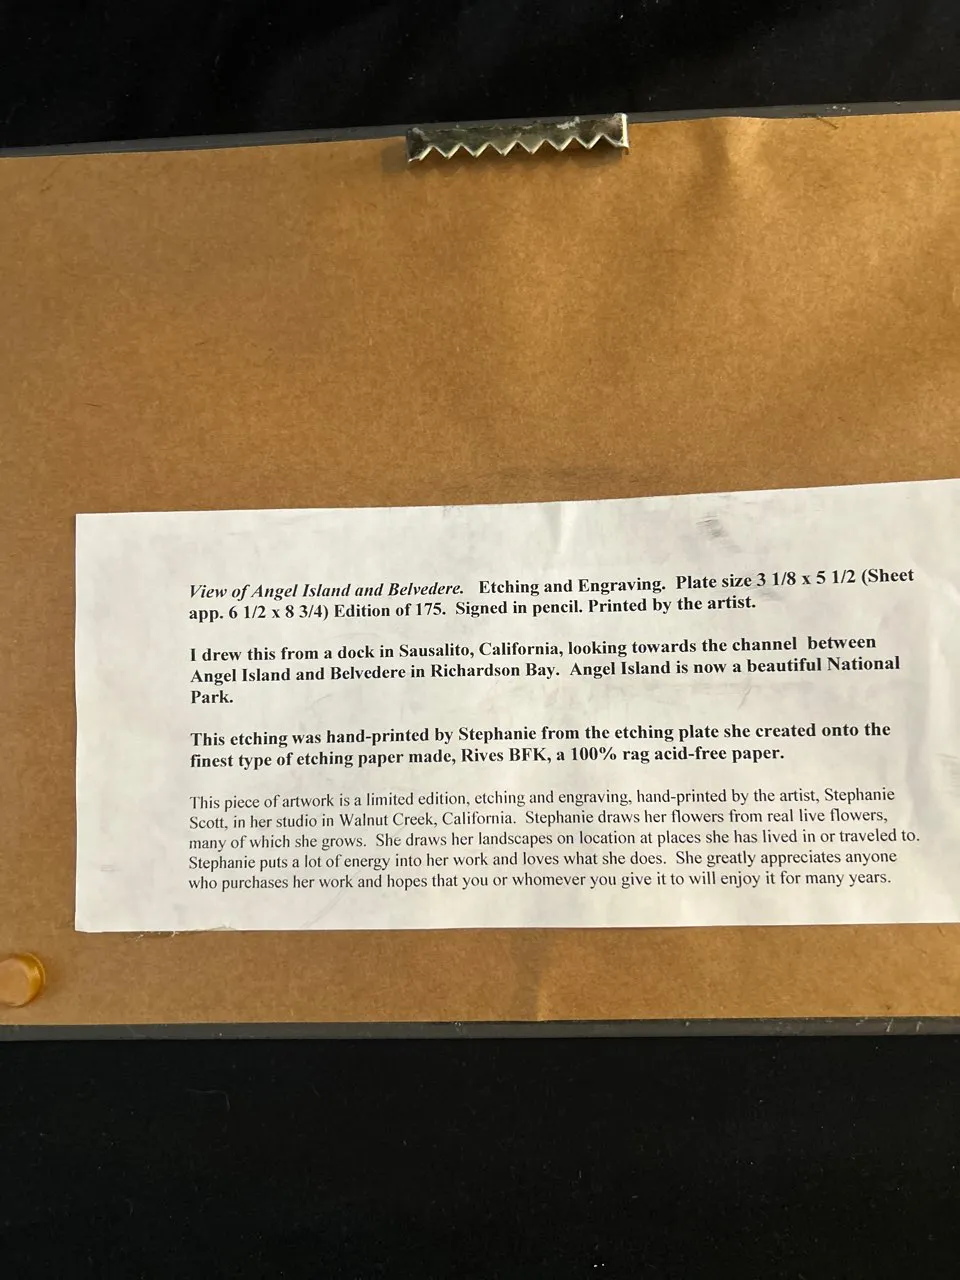 View of Angel Island and Belvedere. Etching and Engraving. Plate size 3 1/8 x 5 1/2 (Sheet
app. 6 1/2 x 8 3/4) Edition of 175. Signed in pencil. Printed by the artist.
I drew this from a dock in Sausalito, California, looking towards the channel between
Angel Island and Belvedere in Richardson Bay. Angel Island is now a beautiful National
Park.
This etching was hand-printed by Stephanie from the etching plate she created onto the
finest type of etching paper made, Rives BFK, a 100% rag acid-free paper.
This piece of artwork is a limited edition, etching and engraving, hand-printed by the artist, Stephanie
Scott, in her studio in Walnut Creek, California. Stephanie draws her flowers from real live flowers,
many of which she grows. She draws her landscapes on location at places she has lived in or traveled to.
Stephanie puts a lot of energy into her work and loves what she does. She greatly appreciates anyone
who purchases her work and hopes that you or whomever you give it to will enjoy it for many years.